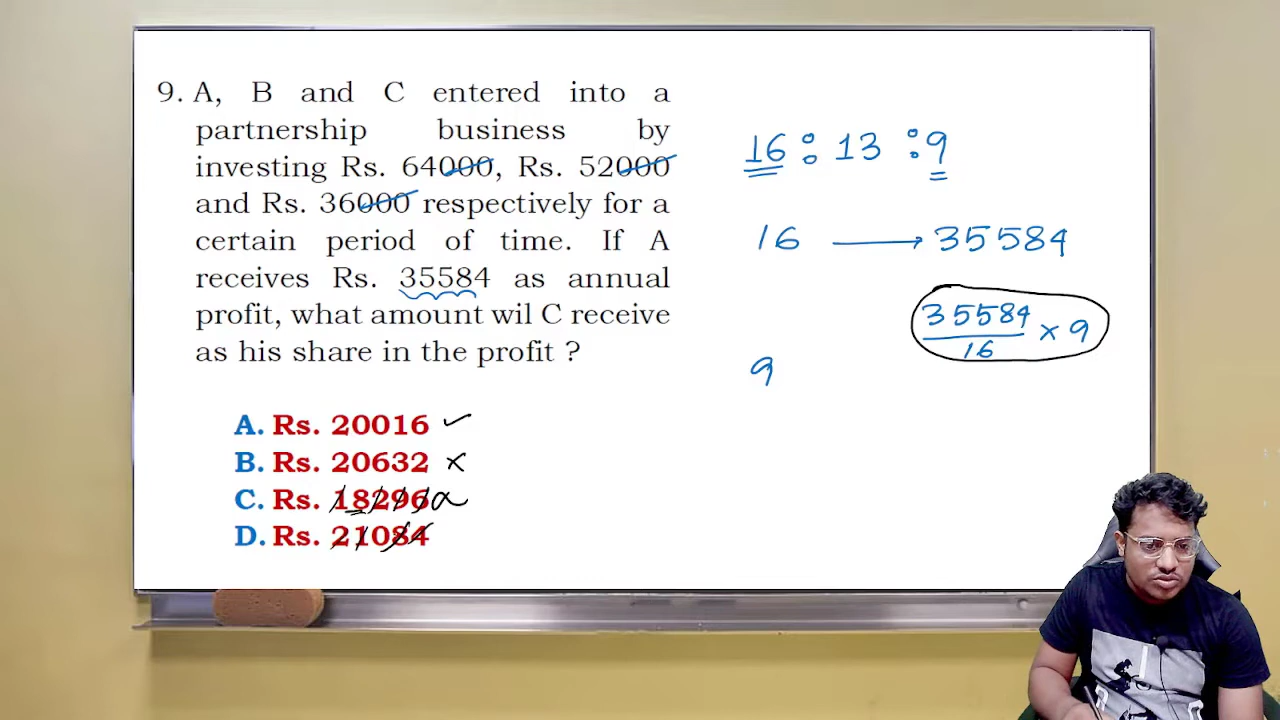 9. A, B and C entered into a
partnership business by
investing Rs. 64000, Rs. 52000
and Rs. 36000 respectively for a
certain period of time. If A
receives Rs. 35584 as annual
profit, what amount wil C receive
as his share in the profit ?
A. Rs. 20016 ✓
B. Rs. 20632 ×
C. Rs. 18296
D. Rs. 21084
16 : 13 : 9
16 → 35584
35584/16 × 9
9